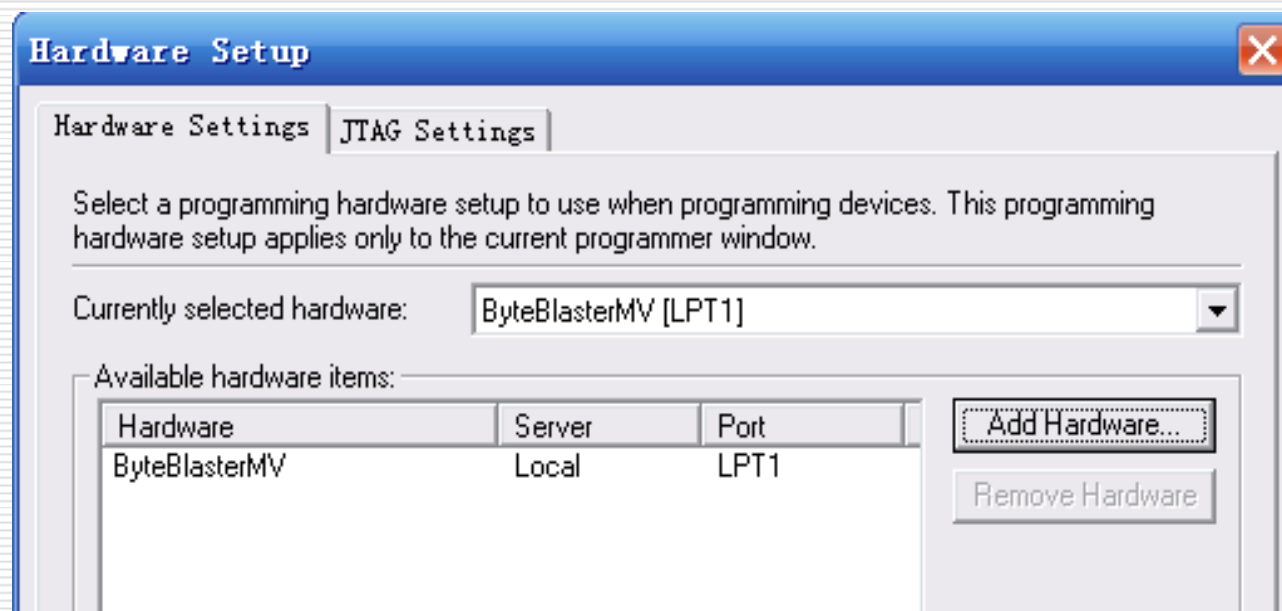 Hardware Setup
Hardware Settings JTAG Settings
Select a programming hardware setup to use when programming devices. This programming
hardware setup applies only to the current programmer window.
Currently selected hardware: ByteBlasterMV [LPT1]
Available hardware items:
Hardware Server Port Add Hardware...
ByteBlasterMV Local LPT1
Remove Hardware